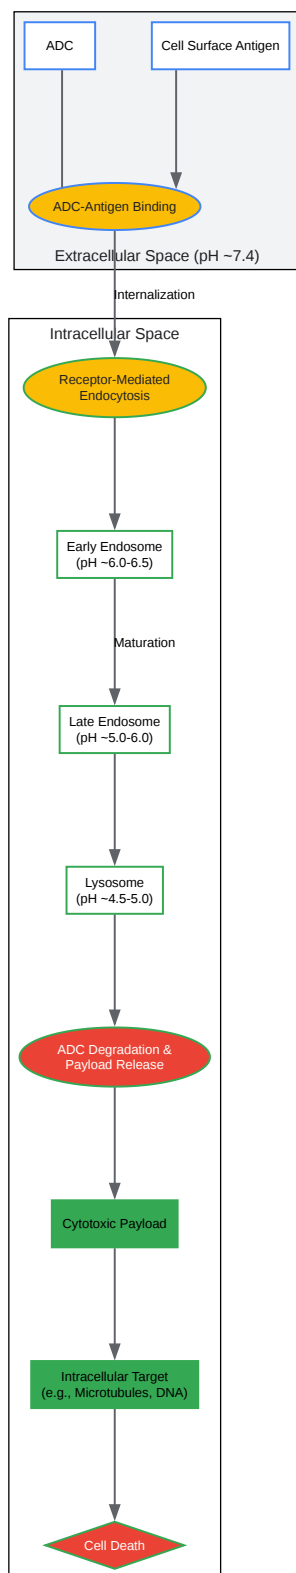 ADC
Cell Surface Antigen
ADC-Antigen Binding
Extracellular Space (pH ~7.4)
Internalization
Intracellular Space
Receptor-Mediated
Endocytosis
Early Endosome
(pH ~6.0-6.5)
Maturation
Late Endosome
(pH ~5.0-6.0)
Lysosome
(pH ~4.5-5.0)
ADC Degradation &
Payload Release
Cytotoxic Payload
Intracellular Target
(e.g., Microtubules, DNA)
Cell Death